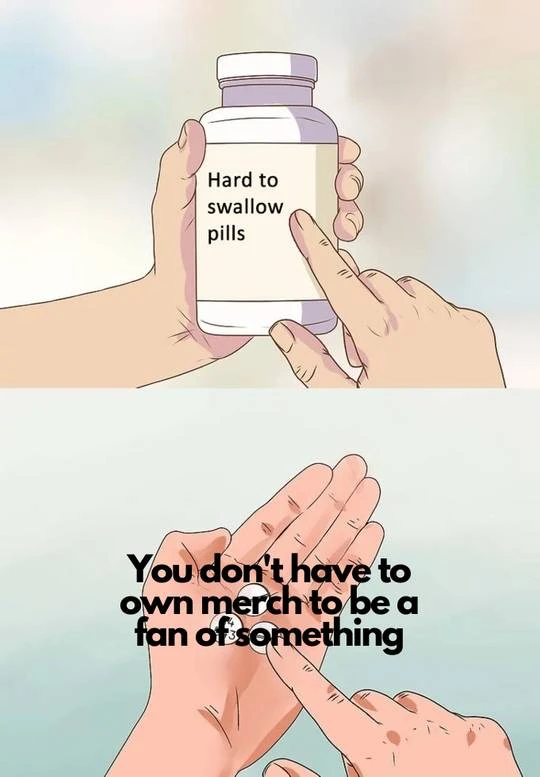 Hard to
swallow
pills
You don't have to
own merch to be a
fan of something